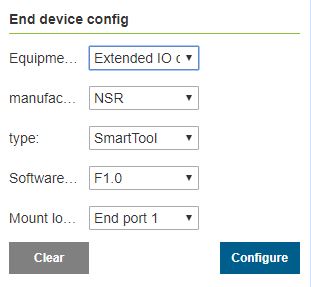 End device config
Equipme... Extended IO c
manufac... NSR
type: SmartTool
Software... F1.0
Mount lo... End port 1
Clear Configure